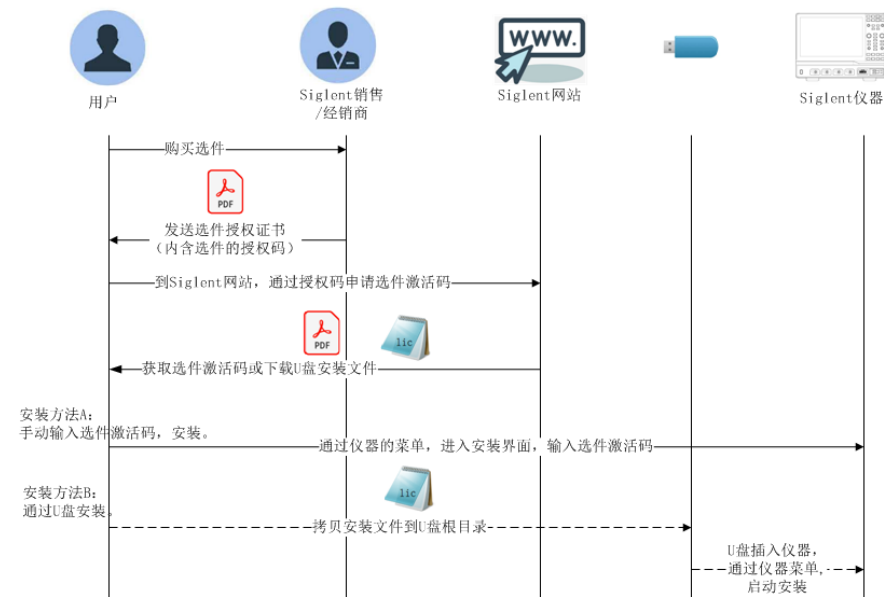 用户
Siglent销售
/经销商
www.
Siglent网站
Siglent仪器
购买选件
PDF
发送选件授权证书
（内含选件的授权码）
到Siglent网站，通过授权码申请选件激活码
PDF
lic
获取选件激活码或下载U盘安装文件
安装方法A：
手动输入选件激活码，安装。
通过仪器的菜单，进入安装界面，输入选件激活码
安装方法B：
通过U盘安装。
lic
拷贝安装文件到U盘根目录
U盘插入仪器，
通过仪器菜单，
启动安装